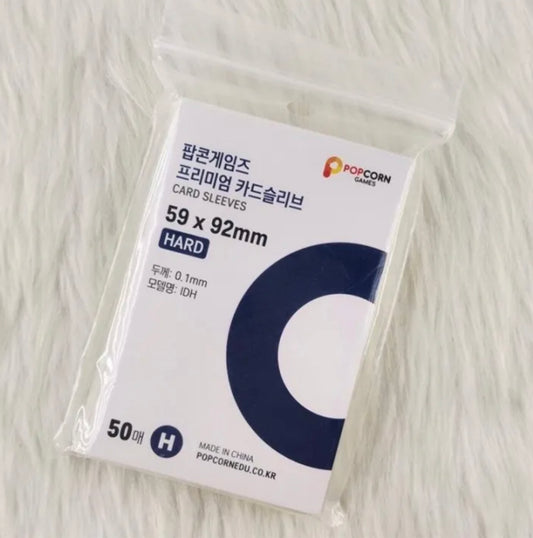 팝콘게임즈
프리미엄 카드슬리브
CARD SLEEVES
59 x 92mm
HARD
두께: 0.1mm
모델명: IDH
POPCORN
GAMES
50매
H
MADE IN CHINA
POPCORNEDU.CO.KR